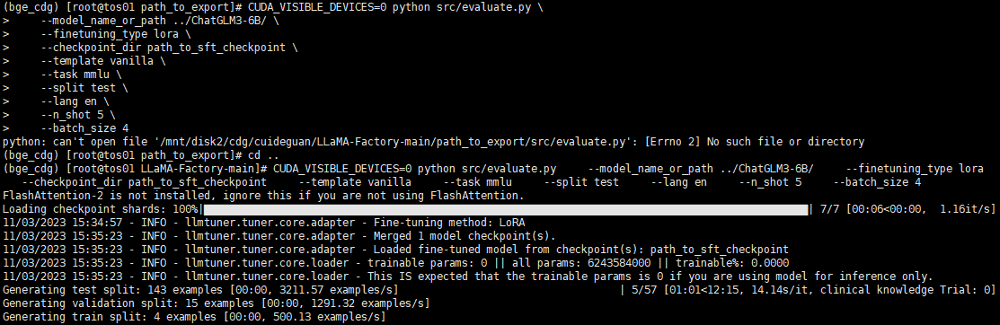 (bge_cdg) [root@tos01 path_to_export]# CUDA_VISIBLE_DEVICES=0 python src/evaluate.py \
>     --model_name_or_path ../ChatGLM3-6B/ \
>     --finetuning_type lora \
>     --checkpoint_dir path_to_sft_checkpoint \
>     --template vanilla \
>     --task mmlu \
>     --split test \
>     --lang en \
>     --n_shot 5 \
>     --batch_size 4
python: can't open file '/mnt/disk2/cdg/cuideguan/LLaMA-Factory-main/path_to_export/src/evaluate.py': [Errno 2] No such file or directory
(bge_cdg) [root@tos01 path_to_export]# cd ..
(bge_cdg) [root@tos01 LLaMA-Factory-main]# CUDA_VISIBLE_DEVICES=0 python src/evaluate.py     --model_name_or_path ../ChatGLM3-6B/     --finetuning_type lora
   --checkpoint_dir path_to_sft_checkpoint     --template vanilla     --task mmlu     --split test     --lang en     --n_shot 5     --batch_size 4
FlashAttention-2 is not installed, ignore this if you are not using FlashAttention.
Loading checkpoint shards: 100%| | 7/7 [00:06<00:00,  1.16it/s]
11/03/2023 15:34:57 - INFO - llmtuner.tuner.core.adapter - Fine-tuning method: LoRA
11/03/2023 15:35:23 - INFO - llmtuner.tuner.core.adapter - Merged 1 model checkpoint(s).
11/03/2023 15:35:23 - INFO - llmtuner.tuner.core.adapter - Loaded fine-tuned model from checkpoint(s): path_to_sft_checkpoint
11/03/2023 15:35:23 - INFO - llmtuner.tuner.core.loader - trainable params: 0 || all params: 6243584000 || trainable%: 0.0000
11/03/2023 15:35:23 - INFO - llmtuner.tuner.core.loader - This IS expected that the trainable params is 0 if you are using model for inference only.
Generating test split: 143 examples [00:00, 3211.57 examples/s] | 5/57 [01:01<12:15, 14.14s/it, clinical knowledge Trial: 0]
Generating validation split: 15 examples [00:00, 1291.32 examples/s]
Generating train split: 4 examples [00:00, 500.13 examples/s]